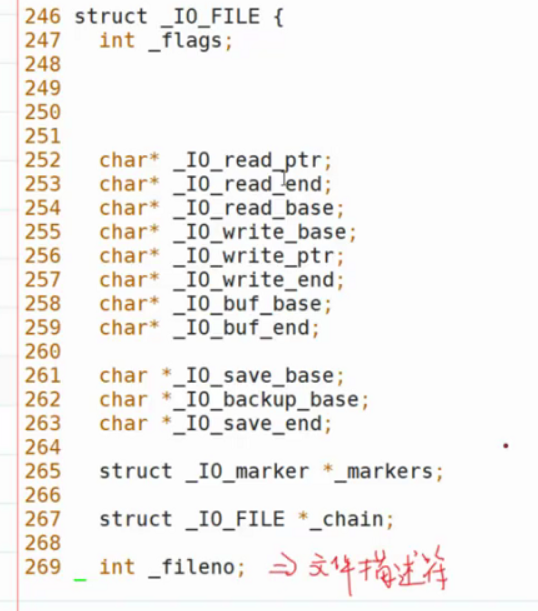 246 struct _IO_FILE {
247 int _flags;
248
249
250
251
252 char* _IO_read_ptr;
253 char* _IO_read_end;
254 char* _IO_read_base;
255 char* _IO_write_base;
256 char* _IO_write_ptr;
257 char* _IO_write_end;
258 char* _IO_buf_base;
259 char* _IO_buf_end;
260
261 char *_IO_save_base;
262 char *_IO_backup_base;
263 char *_IO_save_end;
264
265 struct _IO_marker *_markers;
266
267 struct _IO_FILE *_chain;
268
269 int _fileno; => 文件描述符